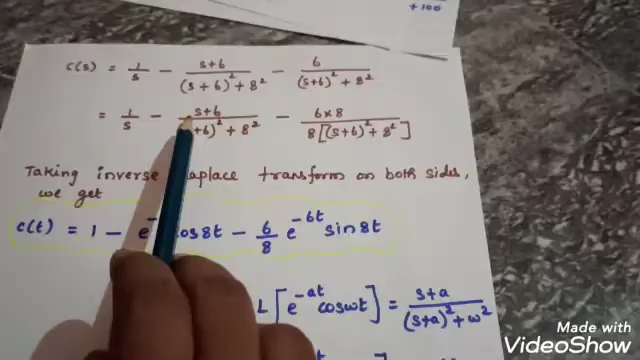 +100
C(s) = 1/s - s+6/((s+6)² + 8²) - 6/((s+6)² + 8²)
= 1/s - s+6/(+6)² + 8² - 6×8/(8[(s+6)² + 8²])
Taking inverse aplace transform on both sides,
we get
c(t) = 1 - e⁻ cos8t - 6/8 e^-6t sin8t
L[e^-at cosωt] = s+a/((s+a)² + ω²)
Made with
VideoShow